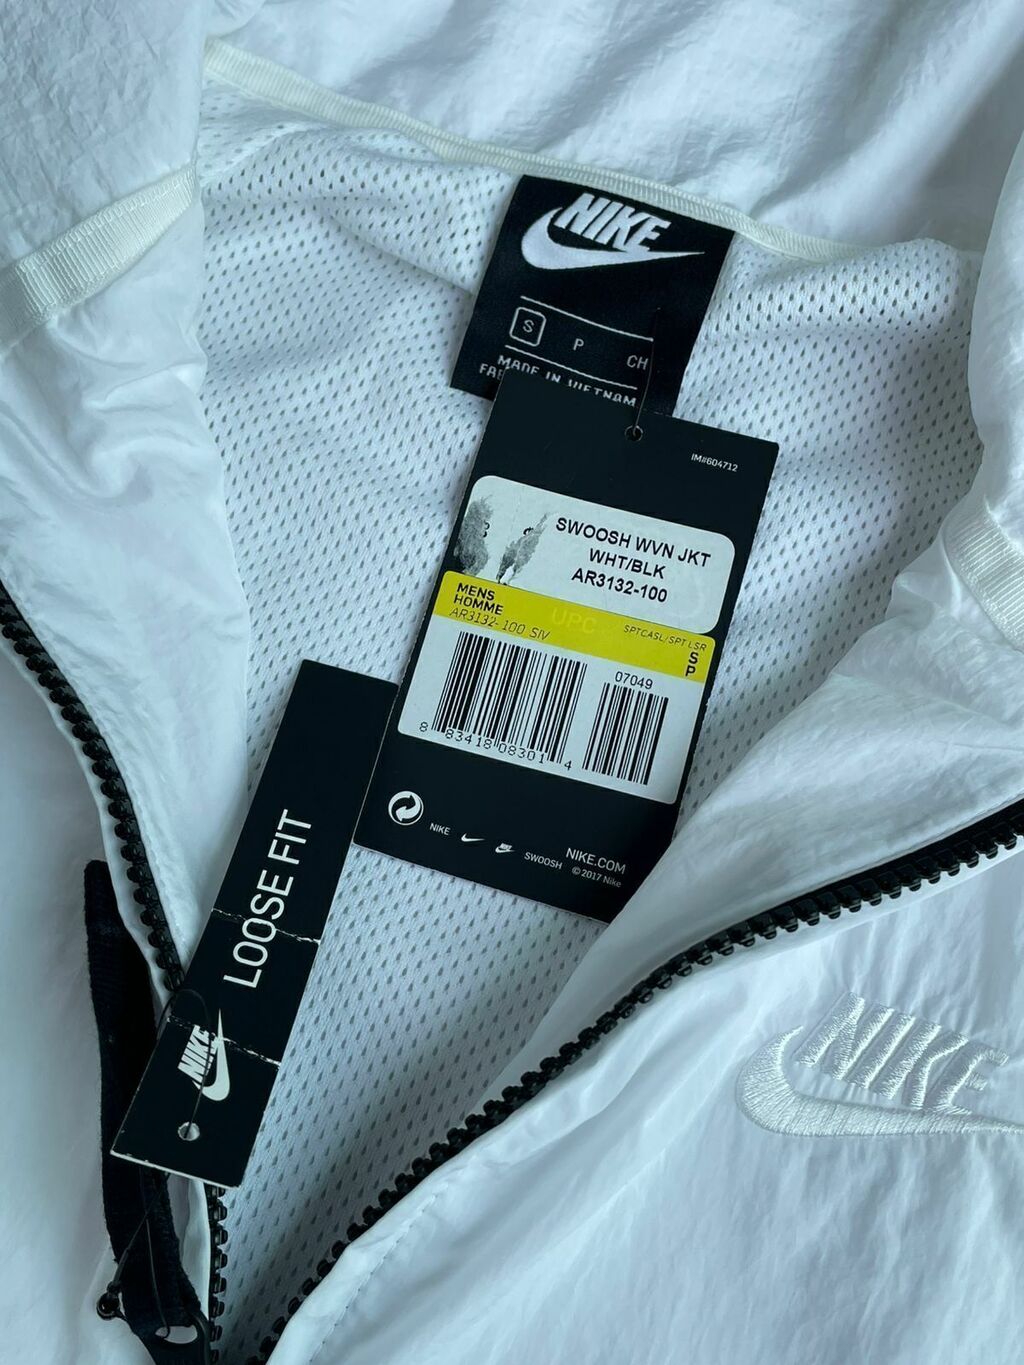 NIKE
S P CH
MADE IN VIETNAM
IM#604712
SWOOSH WVN JKT
WHT/BLK
AR3132-100
MENS
HOMME
AR3132-100 SIV
UPC
SPTCASL/SPT LSR
S
P
07049
8 83418 08301 4
NIKE SWOOSH
NIKE.COM
©2017 Nike
LOOSE FIT
NIKE
NIKE